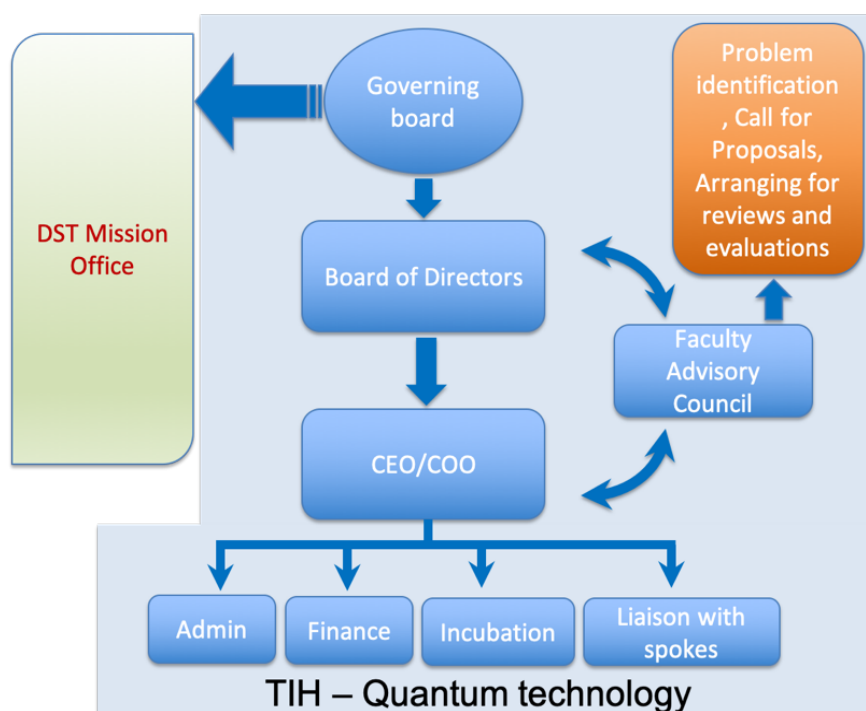 Governing
board
Problem
identification
, Call for
Proposals,
Arranging for
reviews and
evaluations
DST Mission
Office
Board of Directors
Faculty
Advisory
Council
CEO/COO
Admin
Finance
Incubation
Liaison with
spokes
TIH – Quantum technology